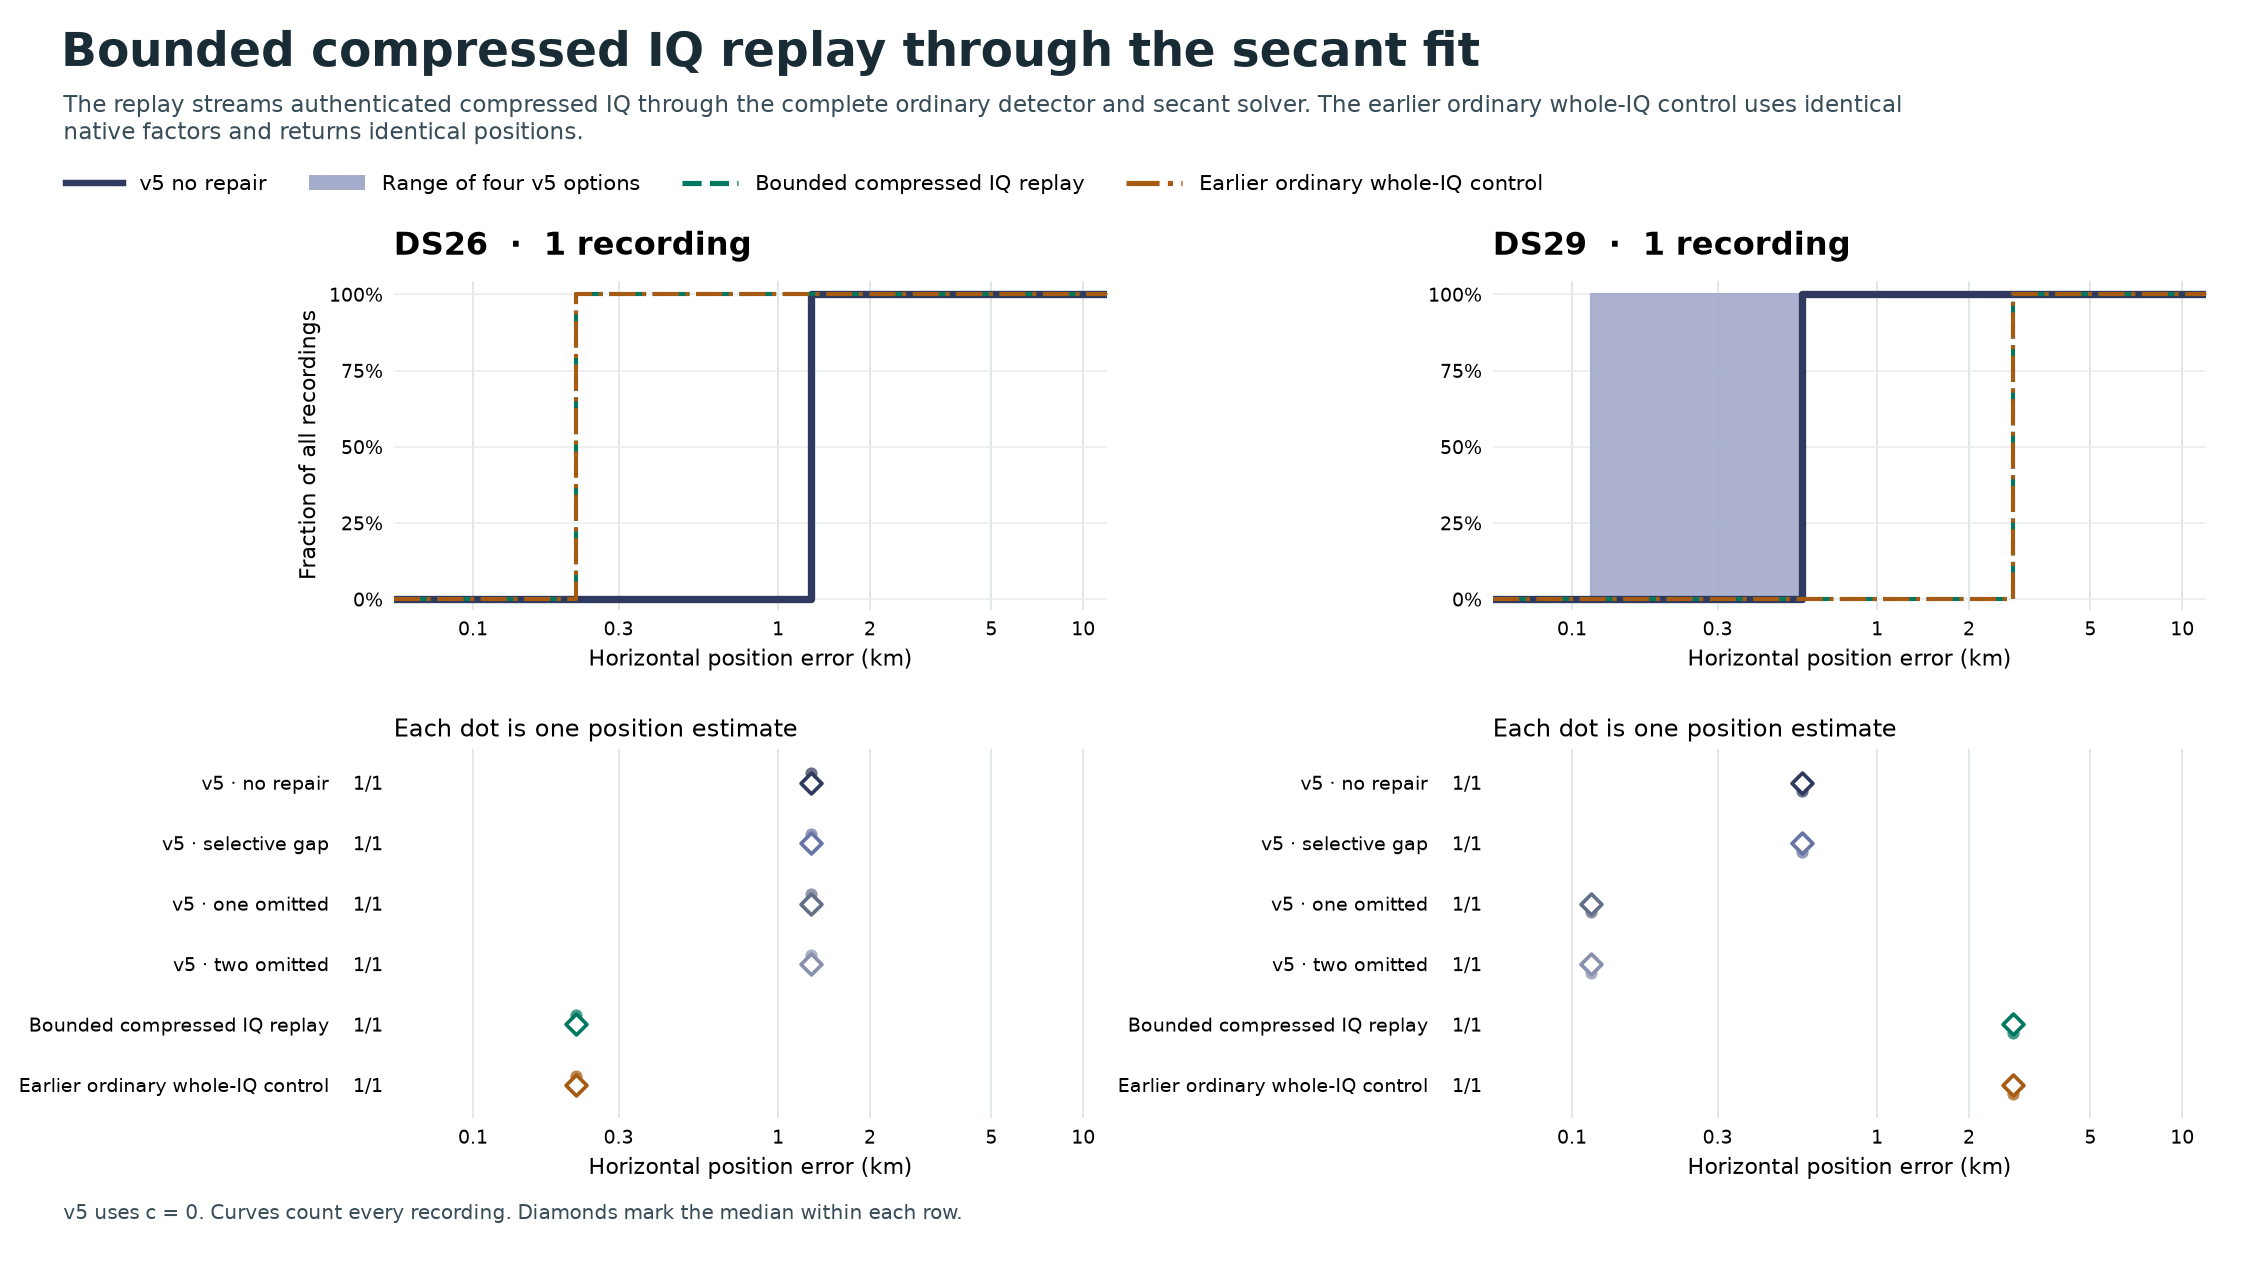 Bounded compressed IQ replay through the secant fit
The replay streams authenticated compressed IQ through the complete ordinary detector and secant solver. The earlier ordinary whole-IQ control uses identical
native factors and returns identical positions.
v5 no repair
Range of four v5 options
Bounded compressed IQ replay
Earlier ordinary whole-IQ control
DS26 · 1 recording
Fraction of all recordings
100%
75%
50%
25%
0%
0.1 0.3 1 2 5 10
Horizontal position error (km)
DS29 · 1 recording
100%
75%
50%
25%
0%
0.1 0.3 1 2 5 10
Horizontal position error (km)
Each dot is one position estimate
v5 · no repair 1/1
v5 · selective gap 1/1
v5 · one omitted 1/1
v5 · two omitted 1/1
Bounded compressed IQ replay 1/1
Earlier ordinary whole-IQ control 1/1
0.1 0.3 1 2 5 10
Horizontal position error (km)
Each dot is one position estimate
v5 · no repair 1/1
v5 · selective gap 1/1
v5 · one omitted 1/1
v5 · two omitted 1/1
Bounded compressed IQ replay 1/1
Earlier ordinary whole-IQ control 1/1
0.1 0.3 1 2 5 10
Horizontal position error (km)
v5 uses c = 0. Curves count every recording. Diamonds mark the median within each row.